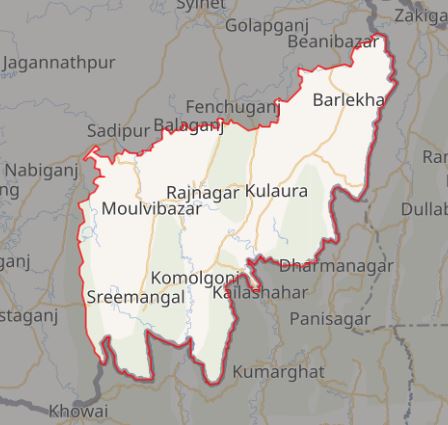 Sylhet
Zakiga
Golapganj
Beanibazar
Jagannathpur
Barlekha
Fenchuganj
Balaganj
Sadipur
Nabiganj
Ran
ng
Rajnagar
Kulaura
Moulvibazar
Dullab
ganj
Dharmanagar
Komolgonj
Kailashahar
Sreemangal
Panisagar
staganj
Kumarghat
Khowai